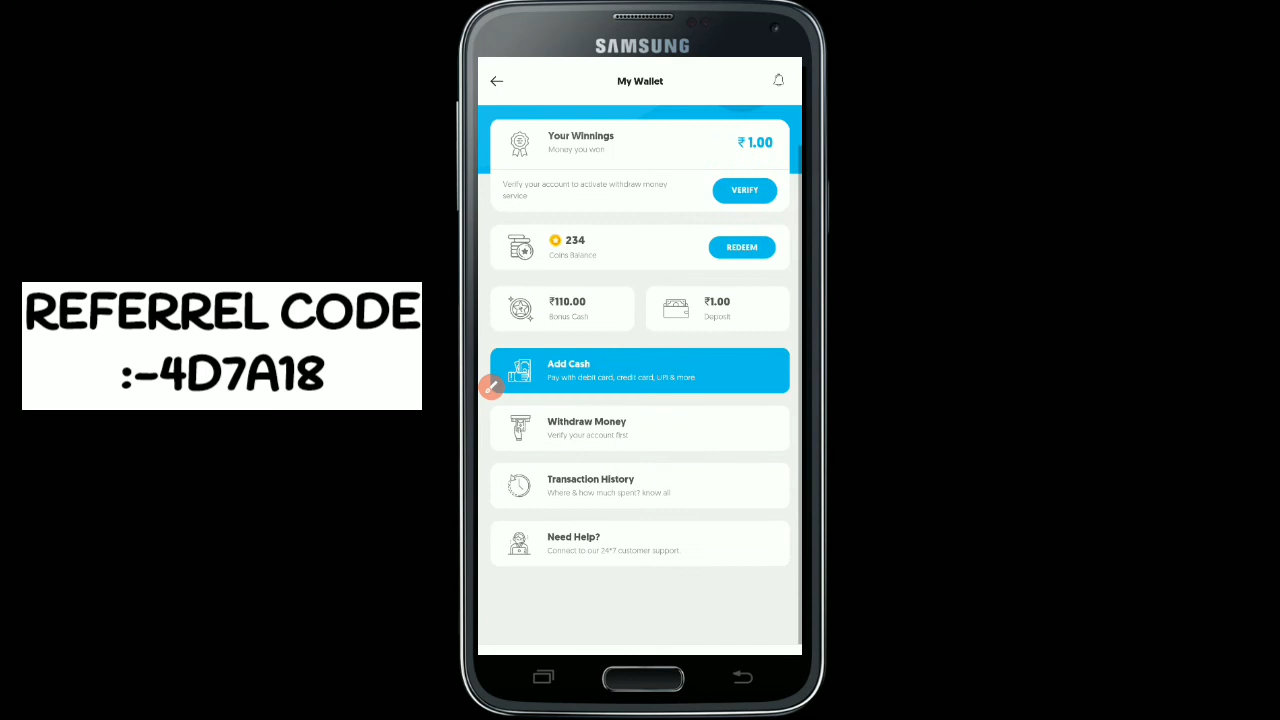 SAMSUNG
My Wallet
Your Winnings
Money you won
₹ 1.00
Verify your account to activate withdraw money
service
VERIFY
234
Coins Balance
REDEEM
₹110.00
Bonus Cash
₹1.00
Deposit
Add Cash
Pay with debit card, credit card, UPI & more.
Withdraw Money
Verify your account first
Transaction History
Where & how much spent? know all
Need Help?
Connect to our 24*7 customer support.
REFERREL CODE
:-4D7A18